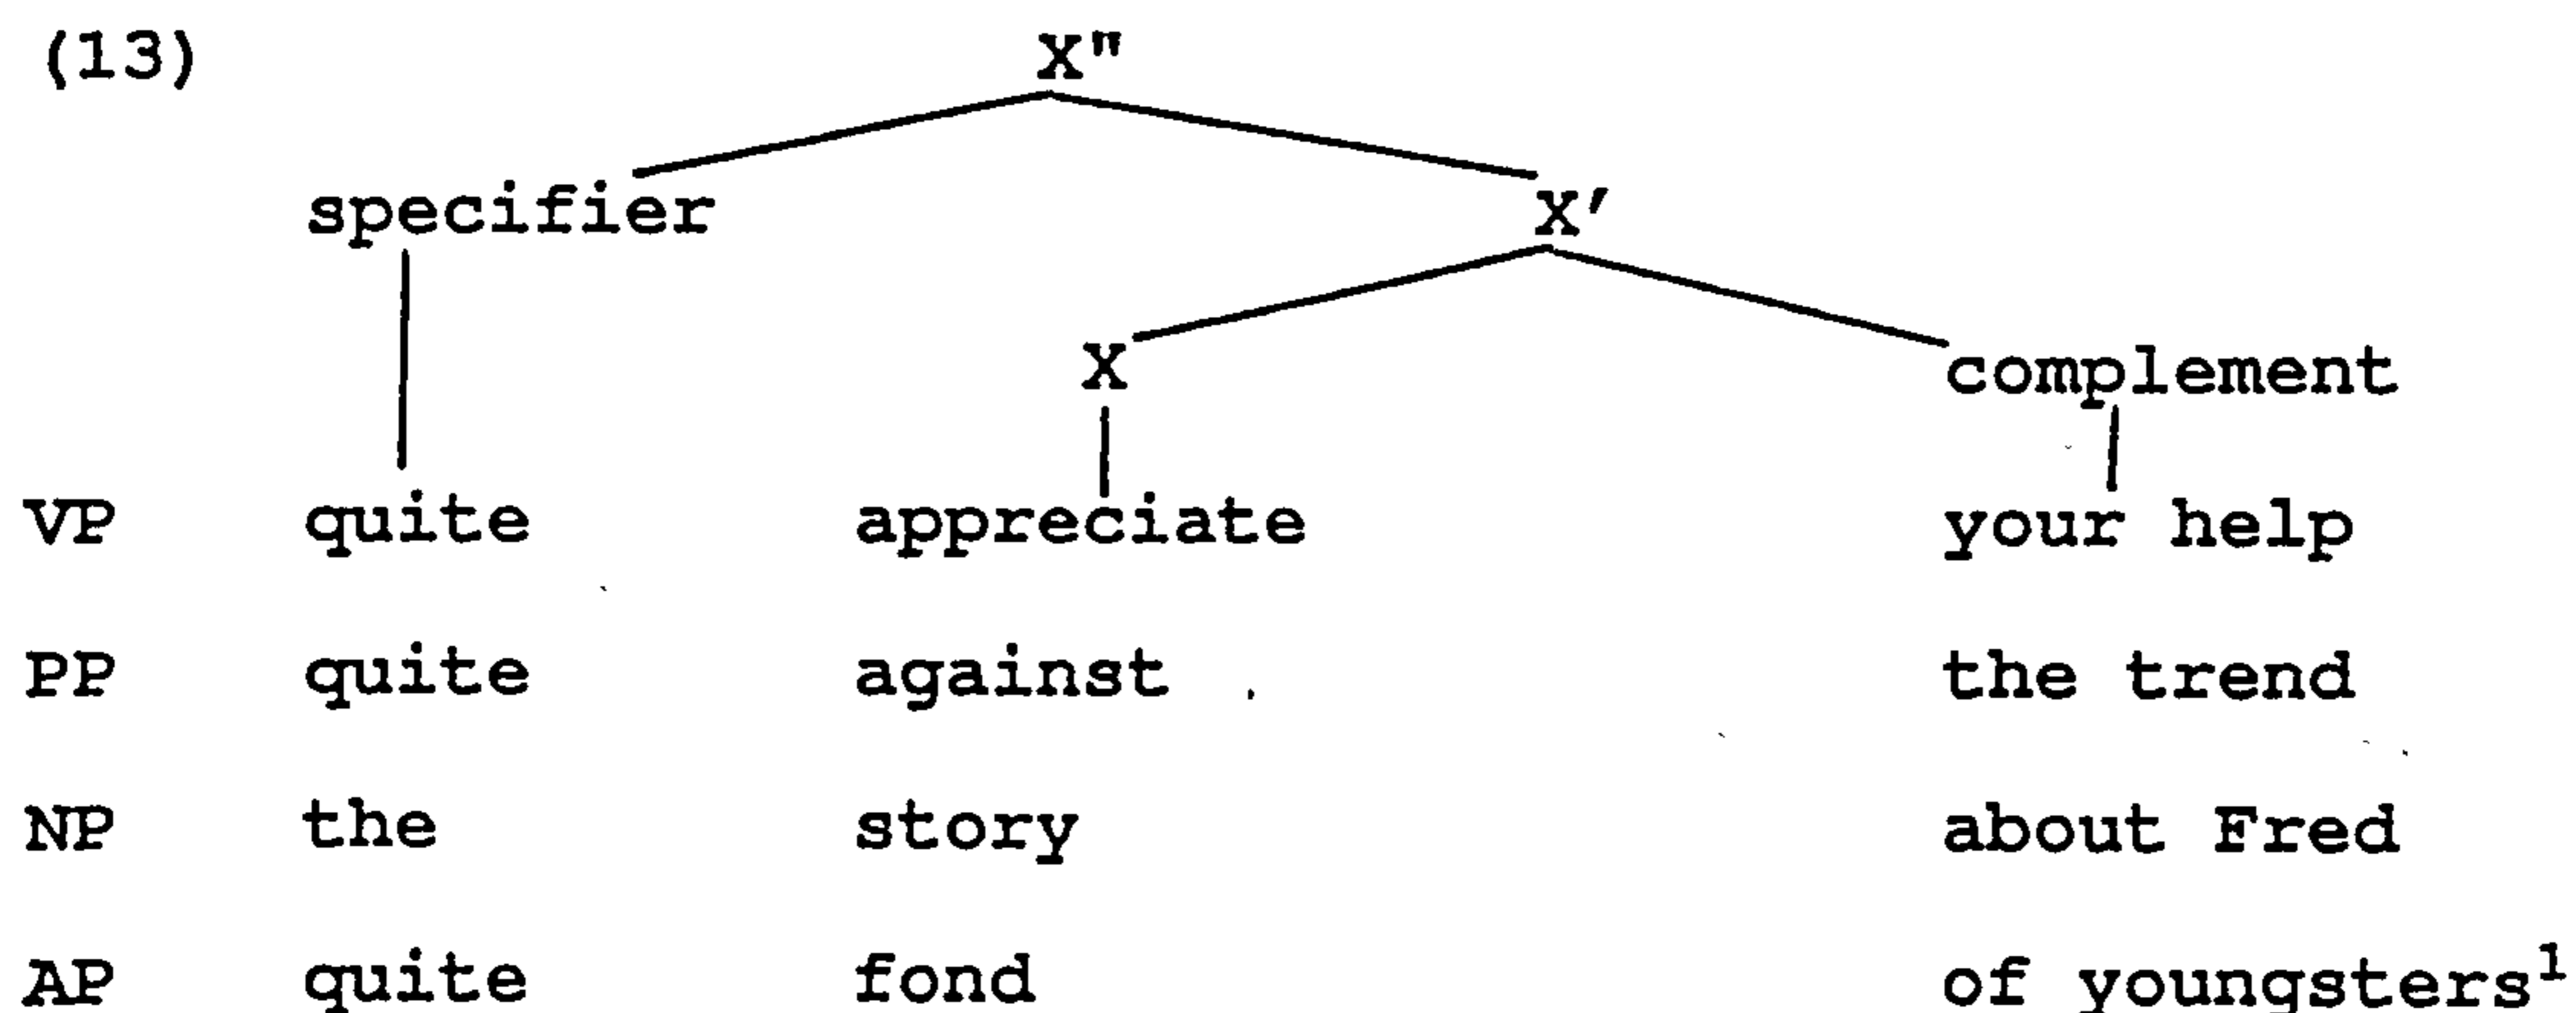 (13) X"
specifier X′
X complement
VP quite appreciate your help
PP quite against the trend
NP the story about Fred
AP quite fond of youngsters¹